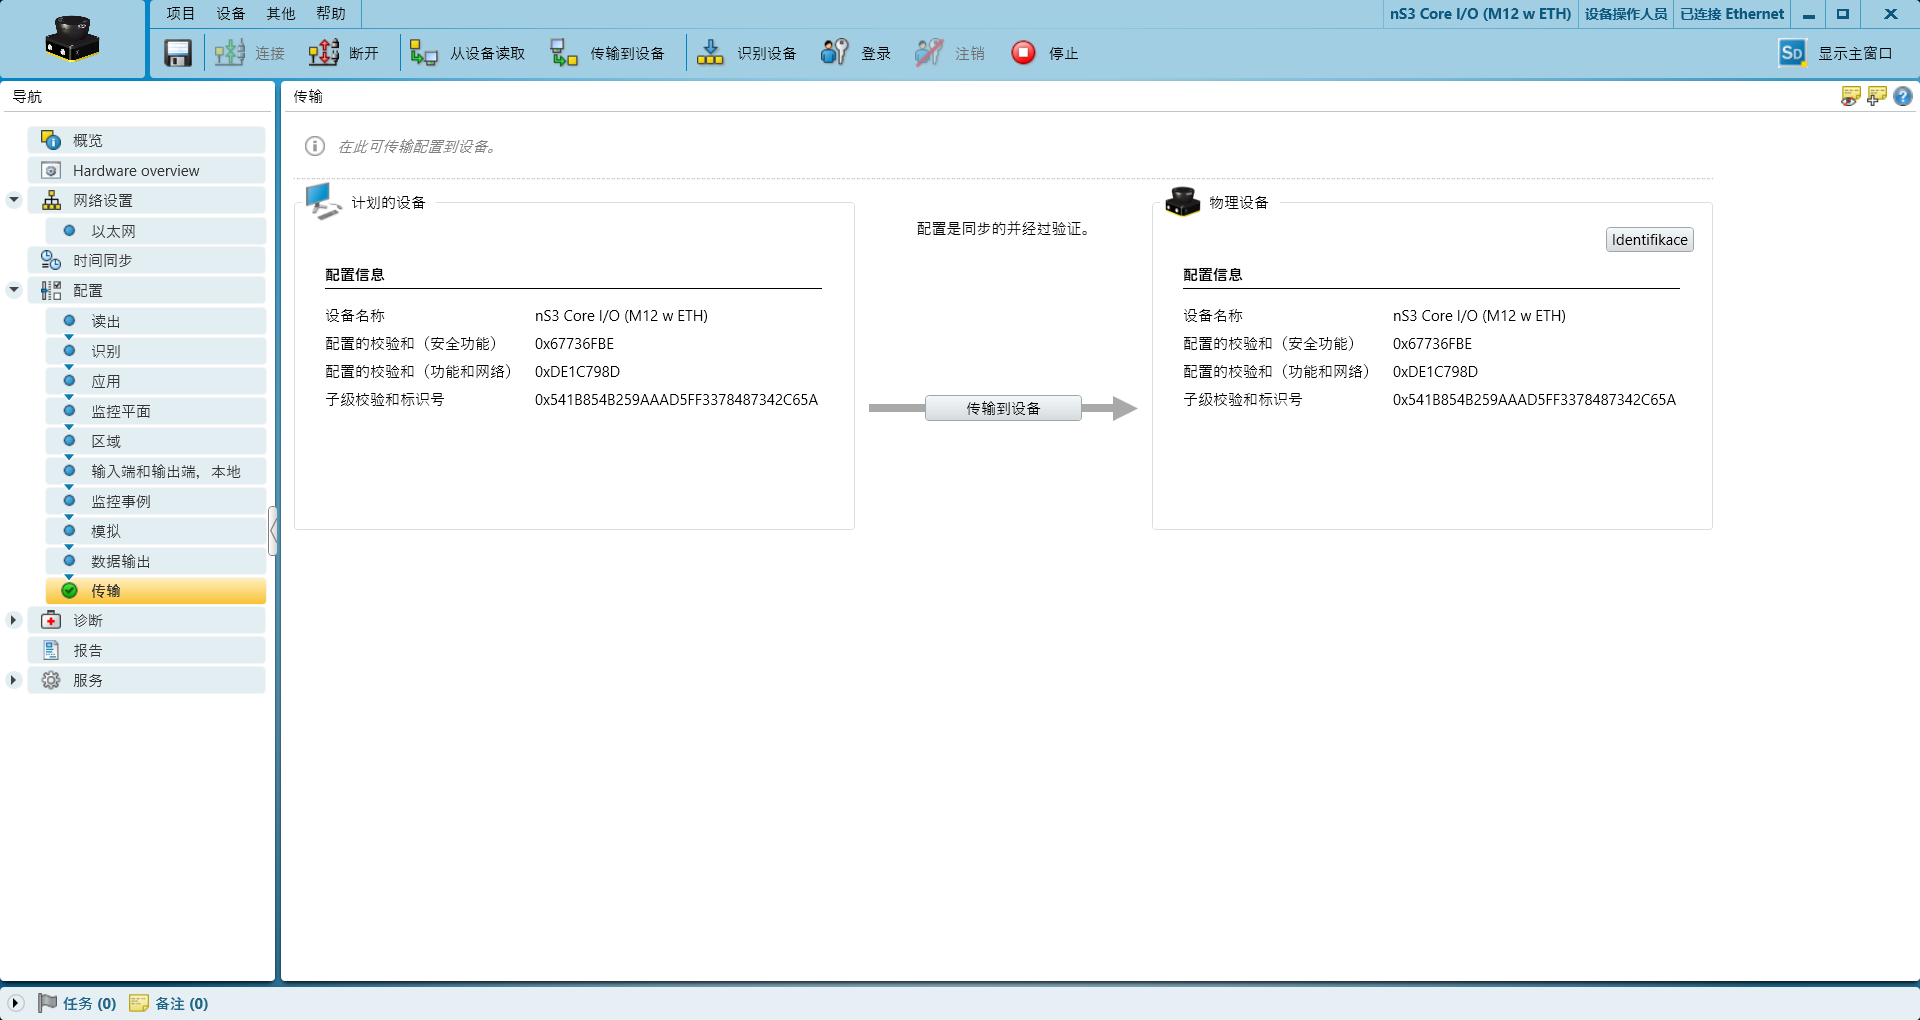 项目 设备 其他 帮助
nS3 Core I/O (M12 w ETH) 设备操作人员 已连接 Ethernet
连接 断开 从设备读取 传输到设备 识别设备 登录 注销 停止 SD 显示主窗口
导航
概览
Hardware overview
网络设置
以太网
时间同步
配置
读出
识别
应用
监控平面
区域
输入端和输出端，本地
监控事例
模拟
数据输出
传输
诊断
报告
服务
传输
在此可传输配置到设备。
计划的设备
配置信息
设备名称 nS3 Core I/O (M12 w ETH)
配置的校验和（安全功能） 0x67736FBE
配置的校验和（功能和网络） 0xDE1C798D
子级校验和标识号 0x541B854B259AAAD5FF3378487342C65A
配置是同步的并经过验证。
传输到设备
物理设备
Identifikace
配置信息
设备名称 nS3 Core I/O (M12 w ETH)
配置的校验和（安全功能） 0x67736FBE
配置的校验和（功能和网络） 0xDE1C798D
子级校验和标识号 0x541B854B259AAAD5FF3378487342C65A
任务 (0) 备注 (0)